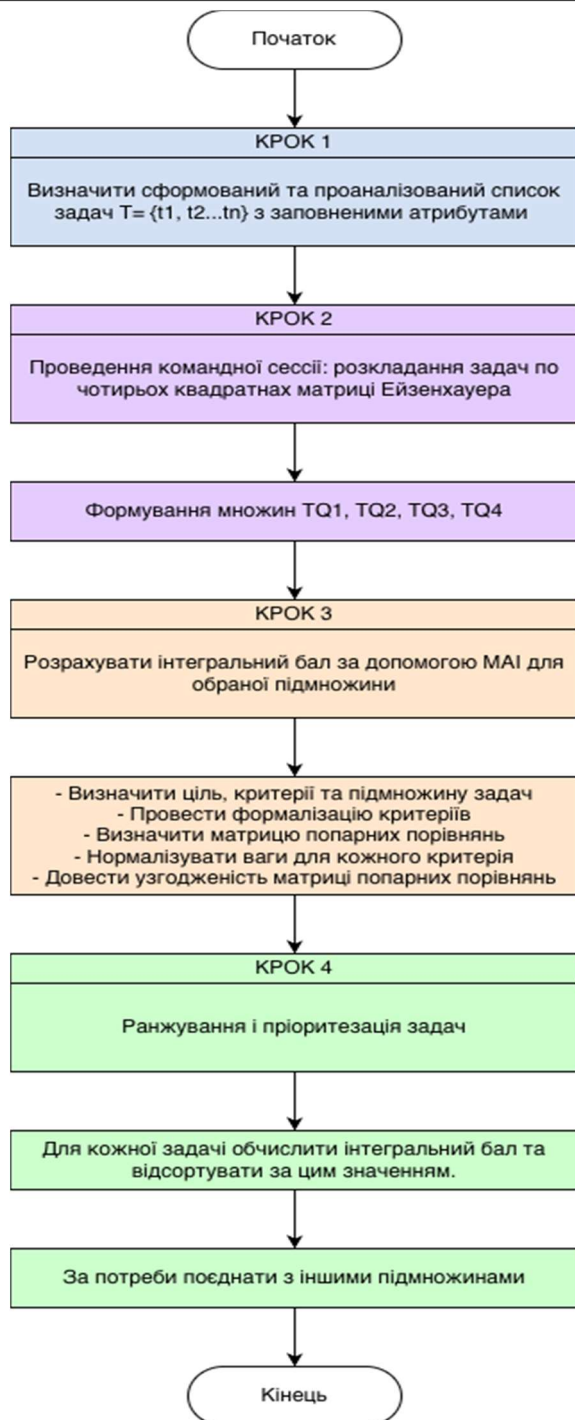 Початок
КРОК 1
Визначити сформований та проаналізований список
задач T= {t1, t2...tn} з заповненими атрибутами
КРОК 2
Проведення командної сессії: розкладання задач по
чотирьох квадратнах матриці Ейзенхауера
Формування множин TQ1, TQ2, TQ3, TQ4
КРОК 3
Розрахувати інтегральний бал за допомогою МАІ для
обраної підмножини
- Визначити ціль, критерії та підмножину задач
- Провести формалізацію критеріїв
- Визначити матрицю попарних порівнянь
- Нормалізувати ваги для кожного критерія
- Довести узгодженість матриці попарних порівнянь
КРОК 4
Ранжування і пріоритезація задач
Для кожної задачі обчислити інтегральний бал та
відсортувати за цим значенням.
За потреби поєднати з іншими підмножинами
Кінець